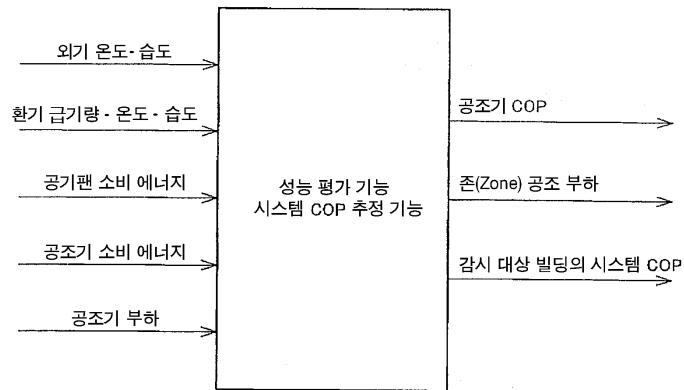 외기 온도- 습도
환기 급기량 - 온도 - 습도
공기팬 소비 에너지
공조기 소비 에너지
공조기 부하
성능 평가 기능
시스템 COP 추정 기능
공조기 COP
존(Zone) 공조 부하
감시 대상 빌딩의 시스템 COP